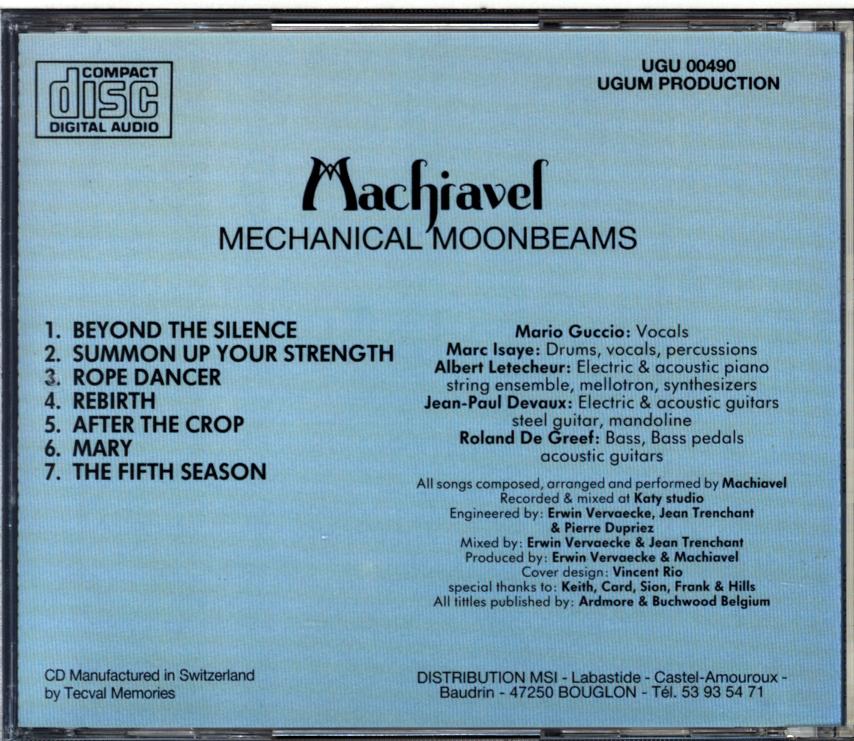 COMPACT
disc
DIGITAL AUDIO
UGU 00490
UGUM PRODUCTION
Machiavel
MECHANICAL MOONBEAMS
1. BEYOND THE SILENCE
2. SUMMON UP YOUR STRENGTH
3. ROPE DANCER
4. REBIRTH
5. AFTER THE CROP
6. MARY
7. THE FIFTH SEASON
Mario Guccio: Vocals
Marc Isaye: Drums, vocals, percussions
Albert Letecheur: Electric & acoustic piano
string ensemble, mellotron, synthesizers
Jean-Paul Devaux: Electric & acoustic guitars
steel guitar, mandoline
Roland De Greef: Bass, Bass pedals
acoustic guitars
All songs composed, arranged and performed by Machiavel
Recorded & mixed at Katy studio
Engineered by: Erwin Vervaecke, Jean Trenchant
& Pierre Dupriez
Mixed by: Erwin Vervaecke & Jean Trenchant
Produced by: Erwin Vervaecke & Machiavel
Cover design: Vincent Rio
special thanks to: Keith, Card, Sion, Frank & Hills
All tittles published by: Ardmore & Buchwood Belgium
CD Manufactured in Switzerland
by Tecval Memories
DISTRIBUTION MSI - Labastide - Castel-Amouroux -
Baudrin - 47250 BOUGLON - Tél. 53 93 54 71